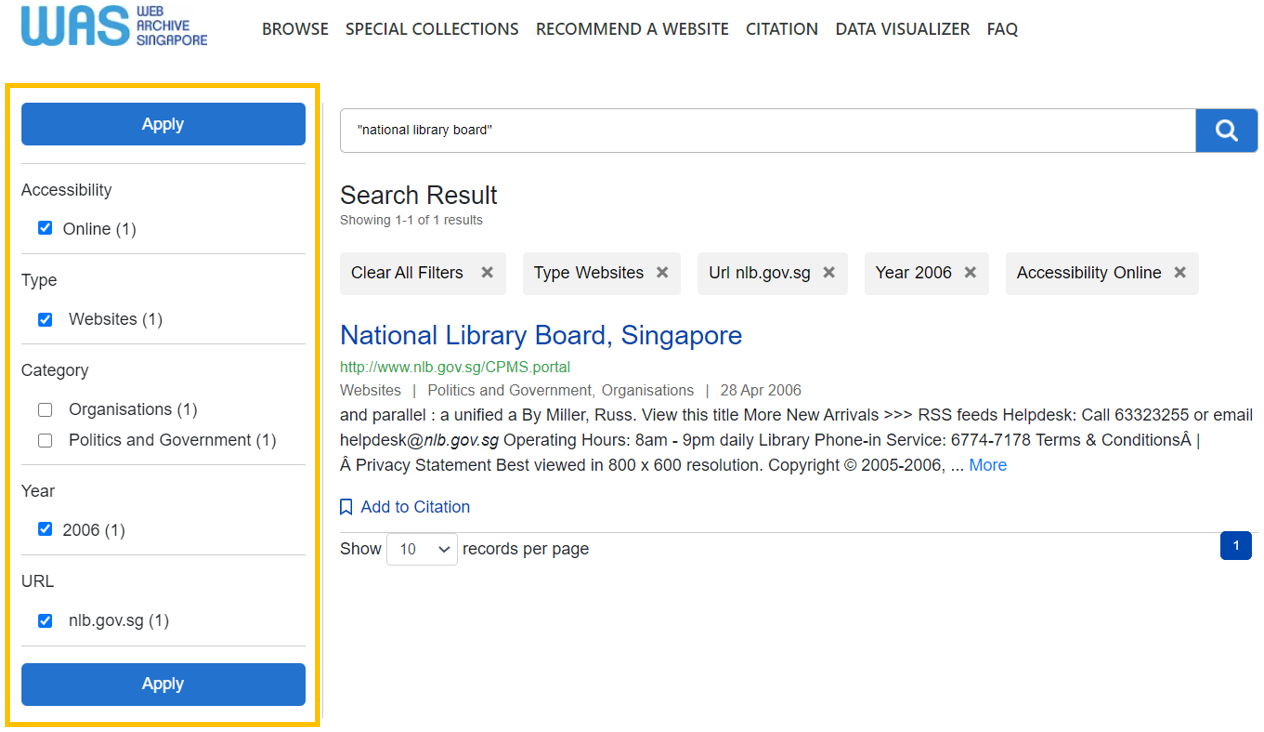 WAS WEB ARCHIVE SINGAPORE
BROWSE SPECIAL COLLECTIONS RECOMMEND A WEBSITE CITATION DATA VISUALIZER FAQ
Apply
Accessibility
Online (1)
Type
Websites (1)
Category
Organisations (1)
Politics and Government (1)
Year
2006 (1)
URL
nlb.gov.sg (1)
Apply
"national library board"
Search Result
Showing 1-1 of 1 results
Clear All Filters × Type Websites × Url nlb.gov.sg × Year 2006 × Accessibility Online ×
National Library Board, Singapore
http://www.nlb.gov.sg/CPMS.portal
Websites | Politics and Government, Organisations | 28 Apr 2006
and parallel : a unified a By Miller, Russ. View this title More New Arrivals >>> RSS feeds Helpdesk: Call 63323255 or email
helpdesk@nlb.gov.sg Operating Hours: 8am - 9pm daily Library Phone-in Service: 6774-7178 Terms & ConditionsÂ |
Â Privacy Statement Best viewed in 800 x 600 resolution. Copyright © 2005-2006, ... More
Add to Citation
Show 10 records per page
1